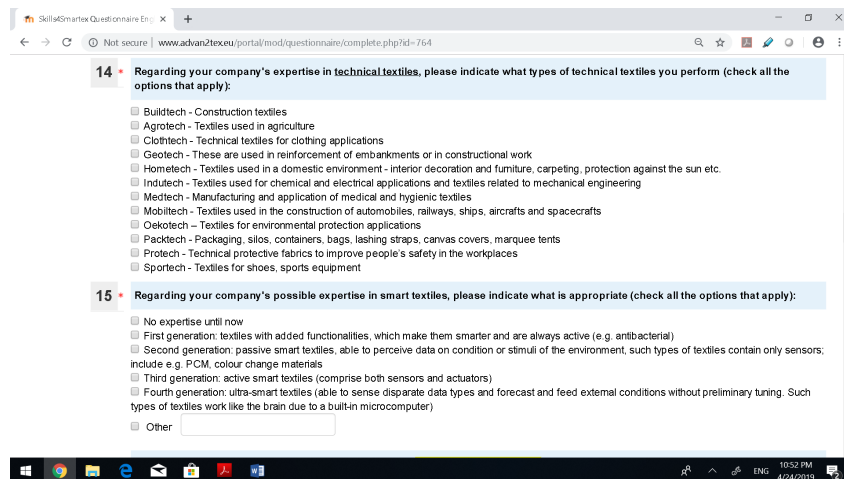 Skills4Smartex Questionnaire Eng
Not secure | www.advan2tex.eu/portal/mod/questionnaire/complete.php?id=764
14 * Regarding your company's expertise in technical textiles, please indicate what types of technical textiles you perform (check all the
options that apply):
Buildtech - Construction textiles
Agrotech - Textiles used in agriculture
Clothtech - Technical textiles for clothing applications
Geotech - These are used in reinforcement of embankments or in constructional work
Hometech - Textiles used in a domestic environment - interior decoration and furniture, carpeting, protection against the sun etc.
Indutech - Textiles used for chemical and electrical applications and textiles related to mechanical engineering
Medtech - Manufacturing and application of medical and hygienic textiles
Mobiltech - Textiles used in the construction of automobiles, railways, ships, aircrafts and spacecrafts
Oekotech – Textiles for environmental protection applications
Packtech - Packaging, silos, containers, bags, lashing straps, canvas covers, marquee tents
Protech - Technical protective fabrics to improve people's safety in the workplaces
Sportech - Textiles for shoes, sports equipment
15 * Regarding your company's possible expertise in smart textiles, please indicate what is appropriate (check all the options that apply):
No expertise until now
First generation: textiles with added functionalities, which make them smarter and are always active (e.g. antibacterial)
Second generation: passive smart textiles, able to perceive data on condition or stimuli of the environment, such types of textiles contain only sensors;
include e.g. PCM, colour change materials
Third generation: active smart textiles (comprise both sensors and actuators)
Fourth generation: ultra-smart textiles (able to sense disparate data types and forecast and feed external conditions without preliminary tuning. Such
types of textiles work like the brain due to a built-in microcomputer)
Other
ENG
10:52 PM
4/24/2019
2